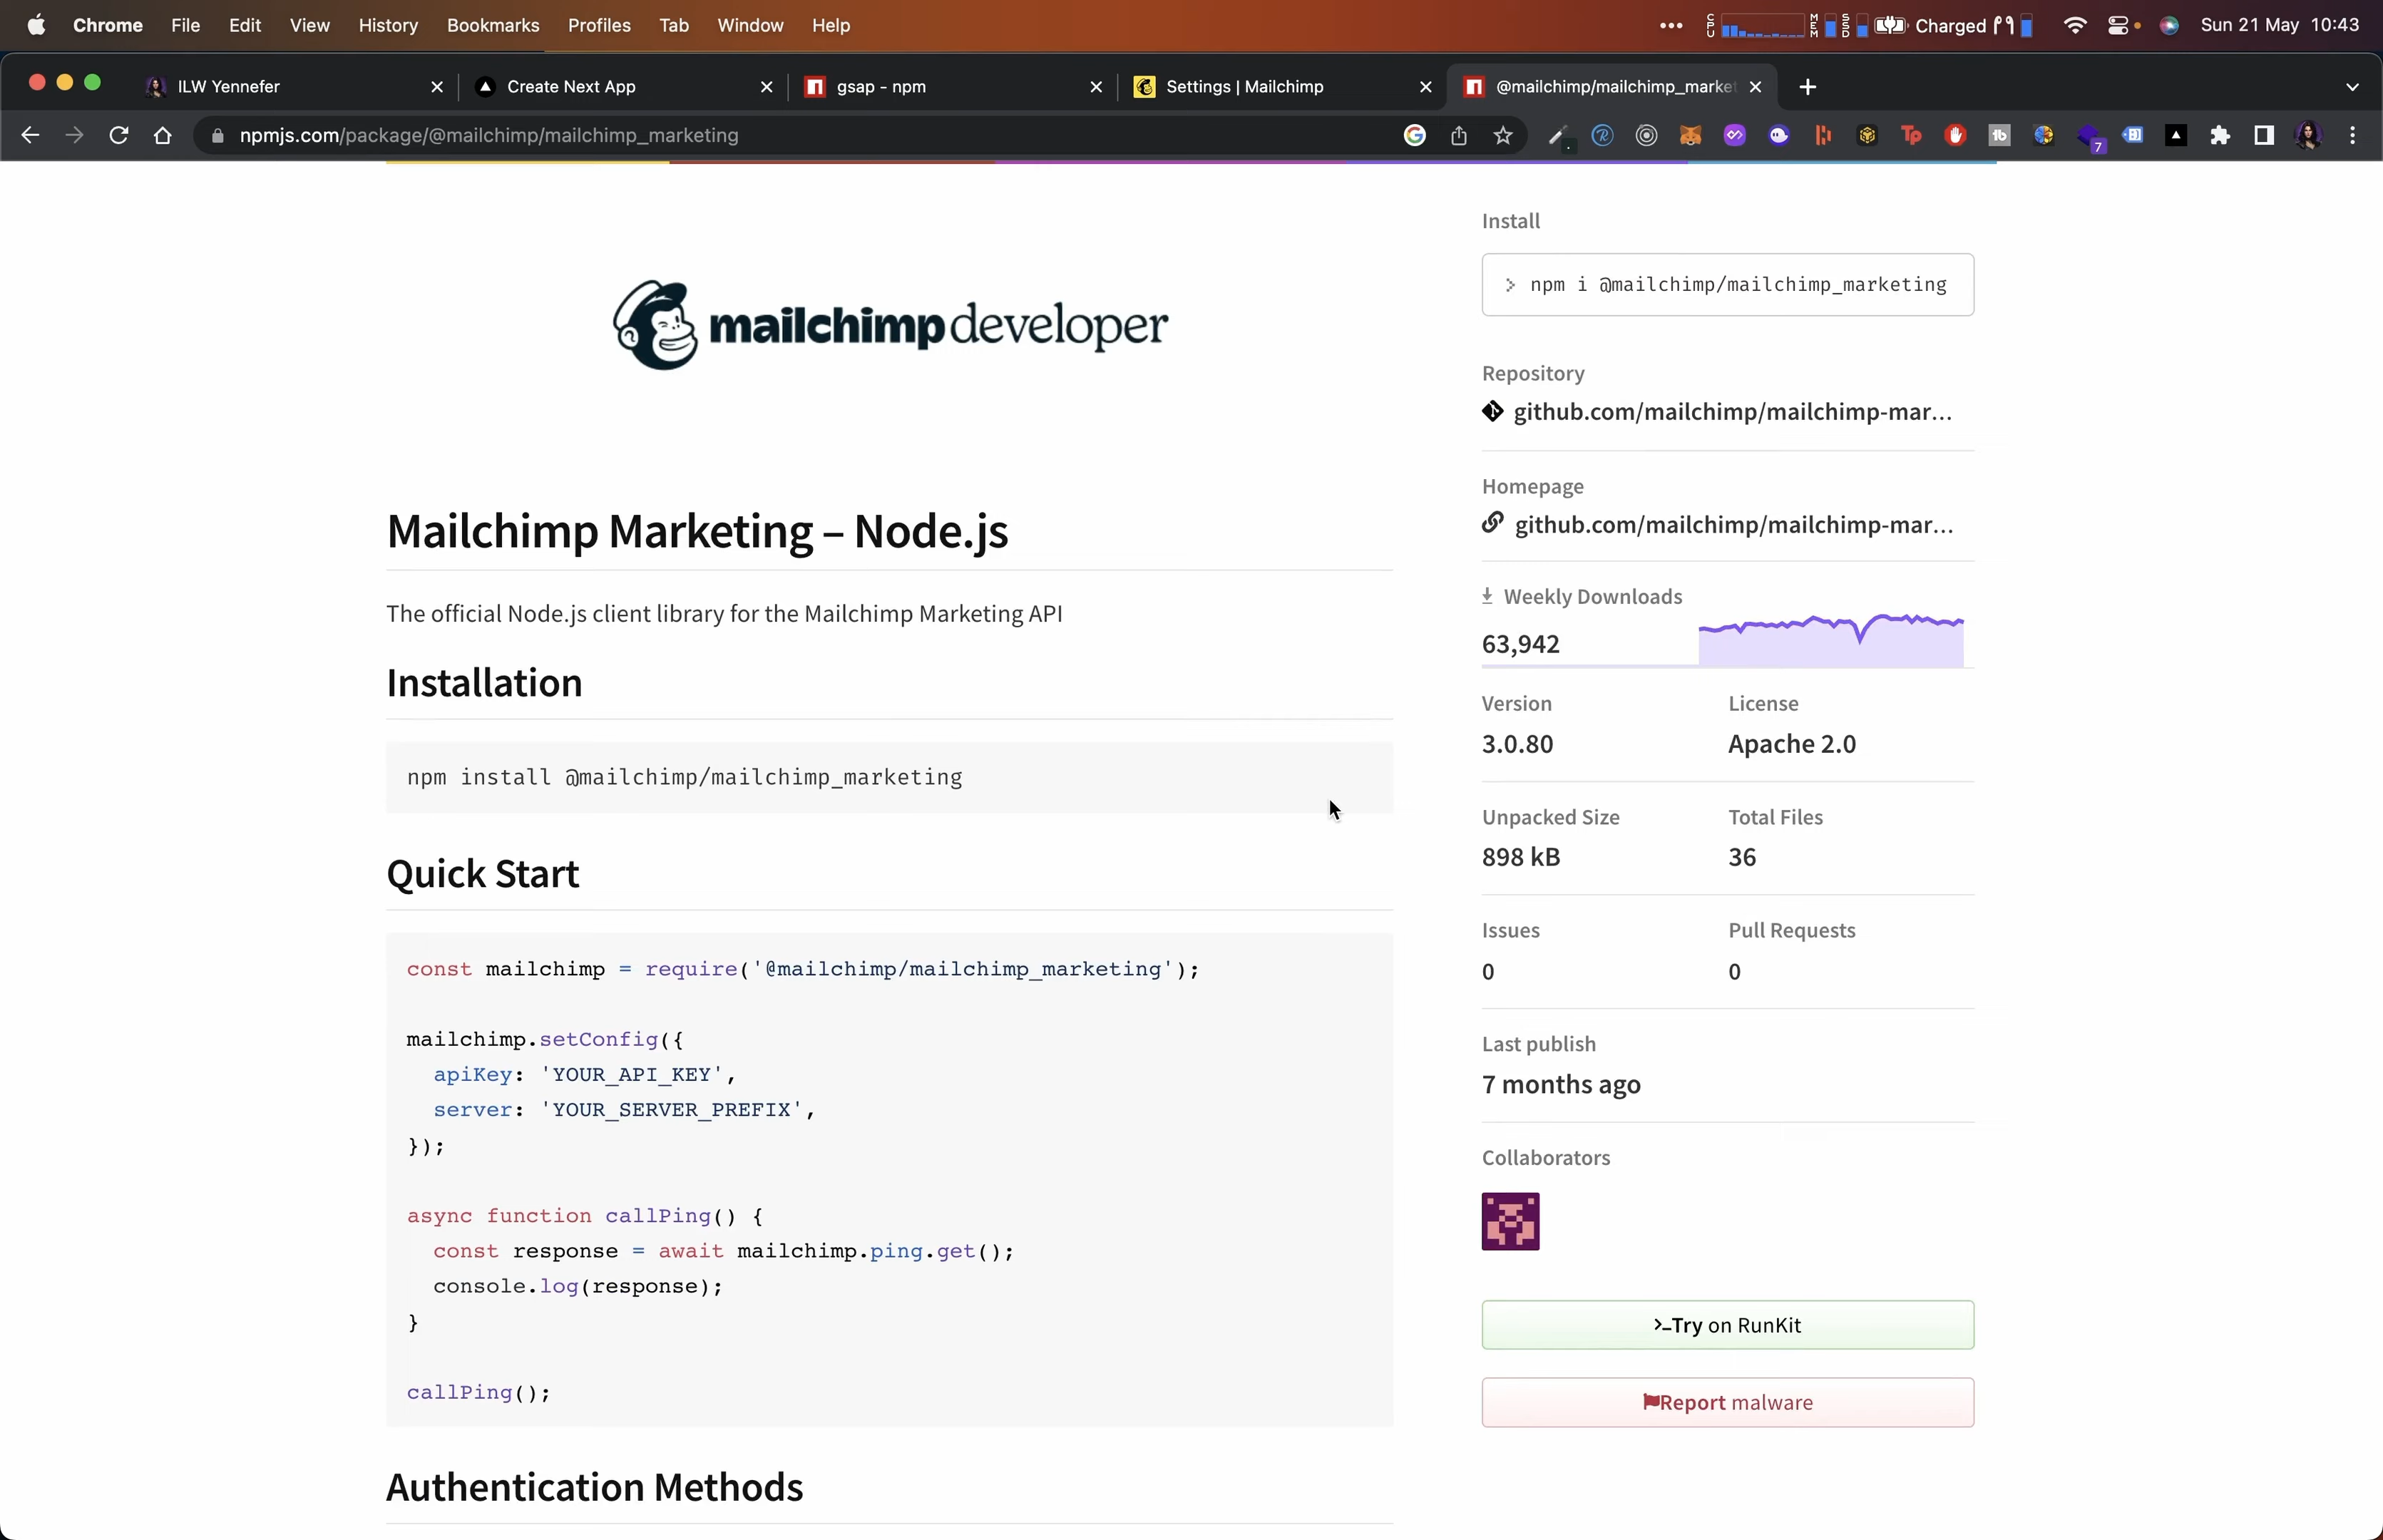 Chrome File Edit View History Bookmarks Profiles Tab Window Help
CPU MEM SSD Charged Sun 21 May 10:43
ILW Yennefer
Create Next App
gsap - npm
Settings | Mailchimp
@mailchimp/mailchimp_market
npmjs.com/package/@mailchimp/mailchimp_marketing
7
mailchimp developer
Mailchimp Marketing – Node.js
The official Node.js client library for the Mailchimp Marketing API
Installation
npm install @mailchimp/mailchimp_marketing
Quick Start
const mailchimp = require('@mailchimp/mailchimp_marketing');
mailchimp.setConfig({
  apiKey: 'YOUR_API_KEY',
  server: 'YOUR_SERVER_PREFIX',
});
async function callPing() {
  const response = await mailchimp.ping.get();
  console.log(response);
}
callPing();
Authentication Methods
Install
> npm i @mailchimp/mailchimp_marketing
Repository
github.com/mailchimp/mailchimp-mar...
Homepage
github.com/mailchimp/mailchimp-mar...
Weekly Downloads
63,942
Version License
3.0.80 Apache 2.0
Unpacked Size Total Files
898 kB 36
Issues Pull Requests
0 0
Last publish
7 months ago
Collaborators
Try on RunKit
Report malware